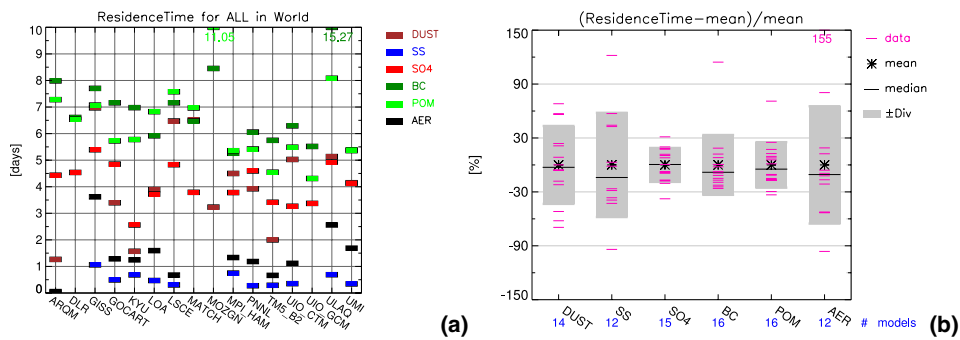 ResidenceTime for ALL in World
11.05
15.27
10
9
8
7
6
5
4
3
2
1
0
[days]
ARQM
DLR
GISS
GOCART
KYU
LOA
LSCE
MATCH
MOZGN
MPI_HAM
PNNL
TM5_B2
UIO_CTM
UIO_GCM
ULAQ
UMI
DUST
SS
SO4
BC
POM
AER
(a)
(ResidenceTime-mean)/mean
155
150
90
30
-30
-90
-150
[%]
DUST
SS
SO4
BC
POM
AER
14
12
15
16
16
12
# models
data
mean
median
±Div
(b)